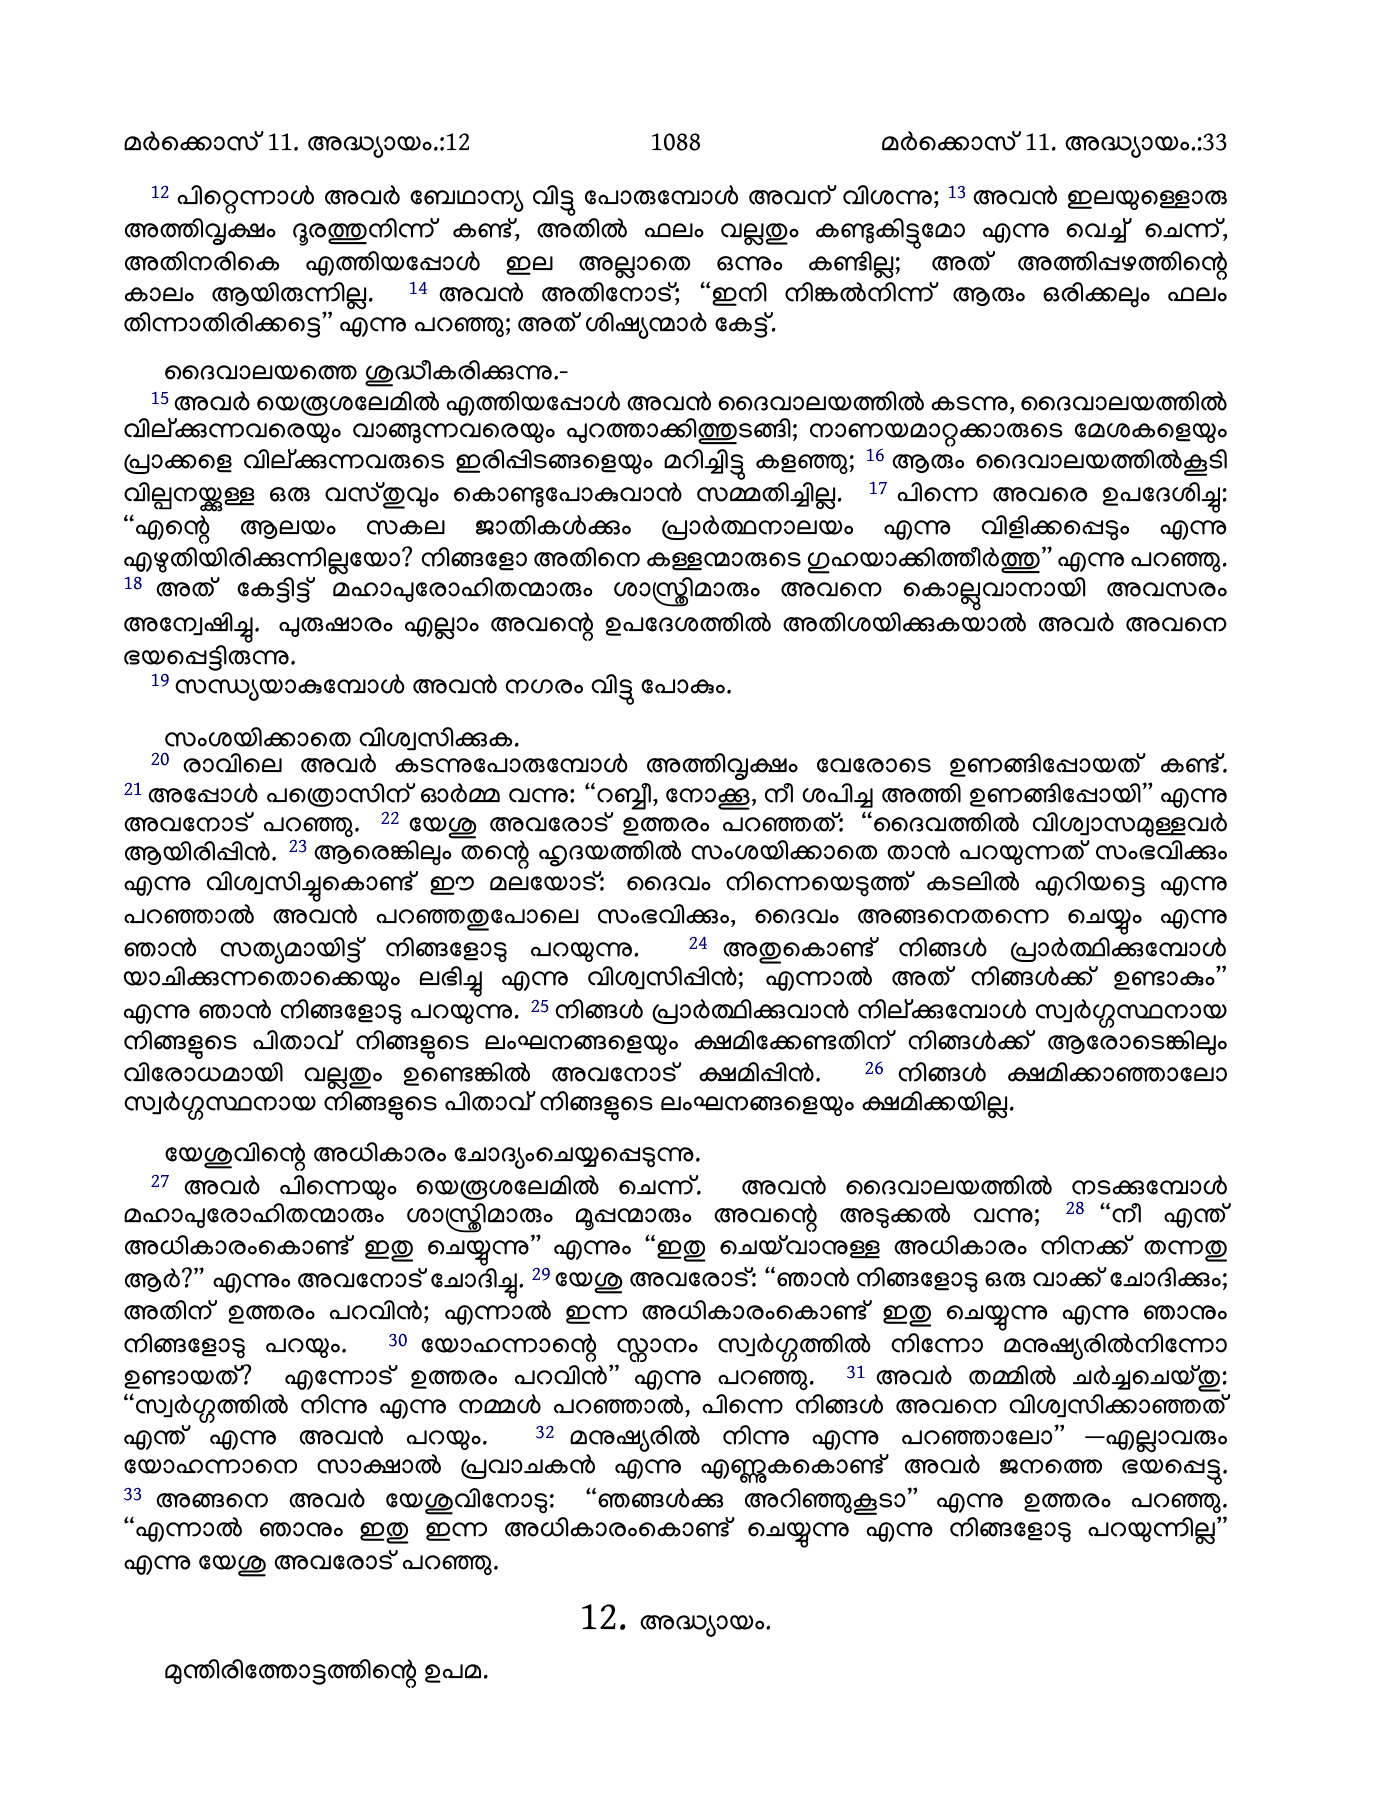 മർക്കൊസ് 11. അദ്ധ്യായം.:12 1088 മർക്കൊസ് 11. അദ്ധ്യായം.:33
12 പിറ്റെന്നാൾ അവർ ബേഥാന്യ വിട്ടു പോരുമ്പോൾ അവന് വിശന്നു; 13 അവൻ ഇലയുള്ളൊരു
അത്തിവൃക്ഷം ദൂരത്തുനിന്ന് കണ്ട്, അതിൽ ഫലം വല്ലതും കണ്ടുകിട്ടുമോ എന്നു വെച്ച് ചെന്ന്,
അതിനരികെ എത്തിയപ്പോൾ ഇല അല്ലാതെ ഒന്നും കണ്ടില്ല; അത് അത്തിപ്പഴത്തിന്റെ
കാലം ആയിരുന്നില്ല. 14 അവൻ അതിനോട്; “ഇനി നിങ്കൽനിന്ന് ആരും ഒരിക്കലും ഫലം
തിന്നാതിരിക്കട്ടെ” എന്നു പറഞ്ഞു; അത് ശിഷ്യന്മാർ കേട്ട്.
ദൈവാലയത്തെ ശുദ്ധീകരിക്കുന്നു.-
15 അവർ യെരൂശലേമിൽ എത്തിയപ്പോൾ അവൻ ദൈവാലയത്തിൽ കടന്നു, ദൈവാലയത്തിൽ
വില്ക്കുന്നവരെയും വാങ്ങുന്നവരെയും പുറത്താക്കിത്തുടങ്ങി; നാണയമാറ്റക്കാരുടെ മേശകളെയും
പ്രാക്കളെ വില്ക്കുന്നവരുടെ ഇരിപ്പിടങ്ങളെയും മറിച്ചിട്ടു കളഞ്ഞു; 16 ആരും ദൈവാലയത്തിൽകൂടി
വില്പനയ്ക്കുള്ള ഒരു വസ്തുവും കൊണ്ടുപോകുവാൻ സമ്മതിച്ചില്ല. 17 പിന്നെ അവരെ ഉപദേശിച്ചു:
“എന്റെ ആലയം സകല ജാതികൾക്കും പ്രാർത്ഥനാലയം എന്നു വിളിക്കപ്പെടും എന്നു
എഴുതിയിരിക്കുന്നില്ലയോ? നിങ്ങളോ അതിനെ കള്ളന്മാരുടെ ഗുഹയാക്കിത്തീർത്തു” എന്നു പറഞ്ഞു.
18 അത് കേട്ടിട്ട് മഹാപുരോഹിതന്മാരും ശാസ്ത്രിമാരും അവനെ കൊല്ലുവാനായി അവസരം
അന്വേഷിച്ചു. പുരുഷാരം എല്ലാം അവന്റെ ഉപദേശത്തിൽ അതിശയിക്കുകയാൽ അവർ അവനെ
ഭയപ്പെട്ടിരുന്നു.
19 സന്ധ്യയാകുമ്പോൾ അവൻ നഗരം വിട്ടു പോകും.
സംശയിക്കാതെ വിശ്വസിക്കുക.
20 രാവിലെ അവർ കടന്നുപോരുമ്പോൾ അത്തിവൃക്ഷം വേരോടെ ഉണങ്ങിപ്പോയത് കണ്ട്.
21 അപ്പോൾ പത്രൊസിന് ഓർമ്മ വന്നു: “റബ്ബീ, നോക്കൂ, നീ ശപിച്ച അത്തി ഉണങ്ങിപ്പോയി” എന്നു
അവനോട് പറഞ്ഞു. 22 യേശു അവരോട് ഉത്തരം പറഞ്ഞത്: “ദൈവത്തിൽ വിശ്വാസമുള്ളവർ
ആയിരിപ്പിൻ. 23 ആരെങ്കിലും തന്റെ ഹൃദയത്തിൽ സംശയിക്കാതെ താൻ പറയുന്നത് സംഭവിക്കും
എന്നു വിശ്വസിച്ചുകൊണ്ട് ഈ മലയോട്: ദൈവം നിന്നെയെടുത്ത് കടലിൽ എറിയട്ടെ എന്നു
പറഞ്ഞാൽ അവൻ പറഞ്ഞതുപോലെ സംഭവിക്കും, ദൈവം അങ്ങനെതന്നെ ചെയ്യും എന്നു
ഞാൻ സത്യമായിട്ട് നിങ്ങളോടു പറയുന്നു. 24 അതുകൊണ്ട് നിങ്ങൾ പ്രാർത്ഥിക്കുമ്പോൾ
യാചിക്കുന്നതൊക്കെയും ലഭിച്ചു എന്നു വിശ്വസിപ്പിൻ; എന്നാൽ അത് നിങ്ങൾക്ക് ഉണ്ടാകും”
എന്നു ഞാൻ നിങ്ങളോടു പറയുന്നു. 25 നിങ്ങൾ പ്രാർത്ഥിക്കുവാൻ നില്ക്കുമ്പോൾ സ്വർഗ്ഗസ്ഥനായ
നിങ്ങളുടെ പിതാവ് നിങ്ങളുടെ ലംഘനങ്ങളെയും ക്ഷമിക്കേണ്ടതിന് നിങ്ങൾക്ക് ആരോടെങ്കിലും
വിരോധമായി വല്ലതും ഉണ്ടെങ്കിൽ അവനോട് ക്ഷമിപ്പിൻ. 26 നിങ്ങൾ ക്ഷമിക്കാഞ്ഞാലോ
സ്വർഗ്ഗസ്ഥനായ നിങ്ങളുടെ പിതാവ് നിങ്ങളുടെ ലംഘനങ്ങളെയും ക്ഷമിക്കയില്ല.
യേശുവിന്റെ അധികാരം ചോദ്യംചെയ്യപ്പെടുന്നു.
27 അവർ പിന്നെയും യെരൂശലേമിൽ ചെന്ന്. അവൻ ദൈവാലയത്തിൽ നടക്കുമ്പോൾ
മഹാപുരോഹിതന്മാരും ശാസ്ത്രിമാരും മൂപ്പന്മാരും അവന്റെ അടുക്കൽ വന്നു; 28 “നീ എന്ത്
അധികാരംകൊണ്ട് ഇതു ചെയ്യുന്നു” എന്നും “ഇതു ചെയ്‌വാനുള്ള അധികാരം നിനക്ക് തന്നതു
ആർ?” എന്നും അവനോട് ചോദിച്ചു. 29 യേശു അവരോട്: “ഞാൻ നിങ്ങളോടു ഒരു വാക്ക് ചോദിക്കും;
അതിന് ഉത്തരം പറവിൻ; എന്നാൽ ഇന്ന അധികാരംകൊണ്ട് ഇതു ചെയ്യുന്നു എന്നു ഞാനും
നിങ്ങളോടു പറയും. 30 യോഹന്നാന്റെ സ്നാനം സ്വർഗ്ഗത്തിൽ നിന്നോ മനുഷ്യരിൽനിന്നോ
ഉണ്ടായത്? എന്നോട് ഉത്തരം പറവിൻ” എന്നു പറഞ്ഞു. 31 അവർ തമ്മിൽ ചർച്ചചെയ്തു:
“സ്വർഗ്ഗത്തിൽ നിന്നു എന്നു നമ്മൾ പറഞ്ഞാൽ, പിന്നെ നിങ്ങൾ അവനെ വിശ്വസിക്കാഞ്ഞത്
എന്ത് എന്നു അവൻ പറയും. 32 മനുഷ്യരിൽ നിന്നു എന്നു പറഞ്ഞാലോ” —എല്ലാവരും
യോഹന്നാനെ സാക്ഷാൽ പ്രവാചകൻ എന്നു എണ്ണുകകൊണ്ട് അവർ ജനത്തെ ഭയപ്പെട്ടു.
33 അങ്ങനെ അവർ യേശുവിനോടു: “ഞങ്ങൾക്കു അറിഞ്ഞുകൂടാ” എന്നു ഉത്തരം പറഞ്ഞു.
“എന്നാൽ ഞാനും ഇതു ഇന്ന അധികാരംകൊണ്ട് ചെയ്യുന്നു എന്നു നിങ്ങളോടു പറയുന്നില്ല”
എന്നു യേശു അവരോട് പറഞ്ഞു.
12. അദ്ധ്യായം.
മുന്തിരിത്തോട്ടത്തിന്റെ ഉപമ.